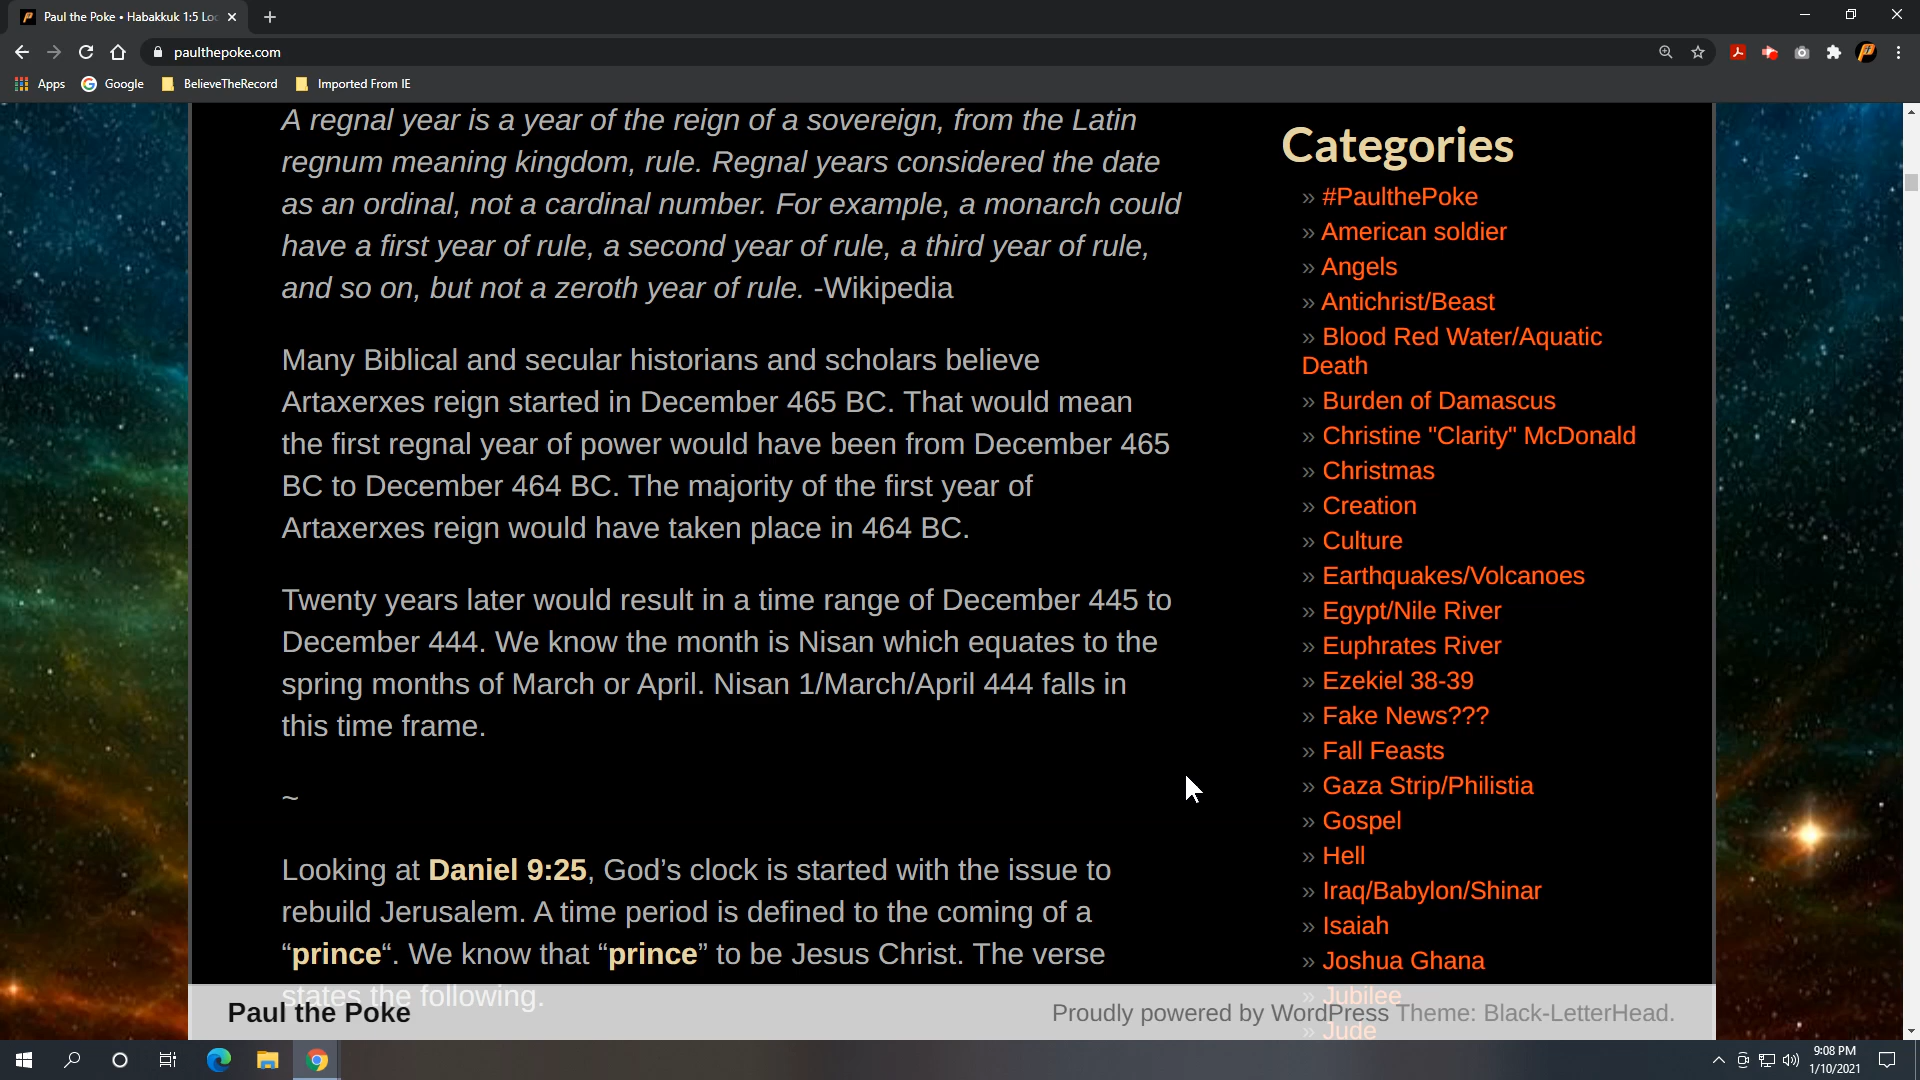 Paul the Poke • Habakkuk 1:5 Loo
paulthepoke.com
Apps Google BelieveTheRecord Imported From IE
A regnal year is a year of the reign of a sovereign, from the Latin
regnum meaning kingdom, rule. Regnal years considered the date
as an ordinal, not a cardinal number. For example, a monarch could
have a first year of rule, a second year of rule, a third year of rule,
and so on, but not a zeroth year of rule. -Wikipedia
Many Biblical and secular historians and scholars believe
Artaxerxes reign started in December 465 BC. That would mean
the first regnal year of power would have been from December 465
BC to December 464 BC. The majority of the first year of
Artaxerxes reign would have taken place in 464 BC.
Twenty years later would result in a time range of December 445 to
December 444. We know the month is Nisan which equates to the
spring months of March or April. Nisan 1/March/April 444 falls in
this time frame.
~
Looking at Daniel 9:25, God’s clock is started with the issue to
rebuild Jerusalem. A time period is defined to the coming of a
“prince“. We know that “prince” to be Jesus Christ. The verse
states the following.
Categories
» #PaulthePoke
» American soldier
» Angels
» Antichrist/Beast
» Blood Red Water/Aquatic
Death
» Burden of Damascus
» Christine "Clarity" McDonald
» Christmas
» Creation
» Culture
» Earthquakes/Volcanoes
» Egypt/Nile River
» Euphrates River
» Ezekiel 38-39
» Fake News???
» Fall Feasts
» Gaza Strip/Philistia
» Gospel
» Hell
» Iraq/Babylon/Shinar
» Isaiah
» Joshua Ghana
» Jubilee
» Jude
Paul the Poke
Proudly powered by WordPress Theme: Black-LetterHead.
9:08 PM
1/10/2021